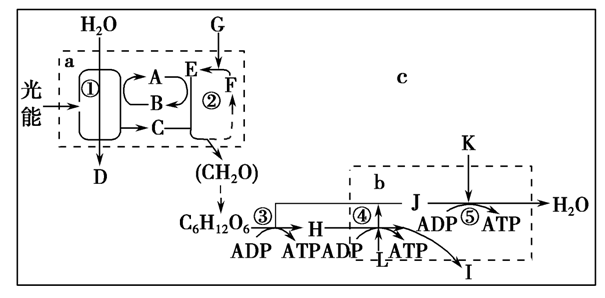 H₂O G
a E
① A F c
光能 B ②
C K
D (CH₂O) b
J H₂O
C₆H₁₂O₆ ③ H ④ ADP ⑤ ATP
ADP ATP ADP L ATP
I